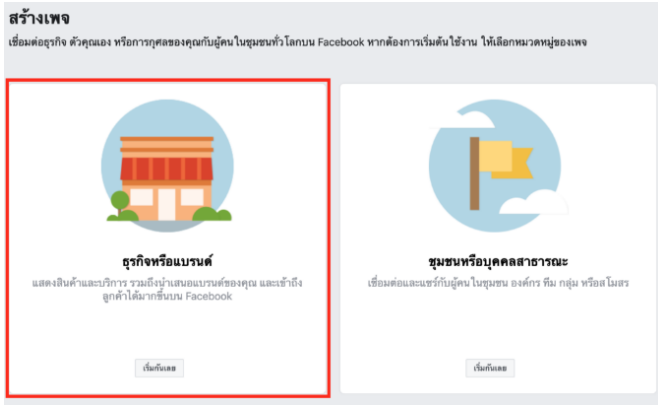 สร้างเพจ
เชื่อมต่อธุรกิจ ตัวคุณเอง หรือการกุศลของคุณกับผู้คนในชุมชนทั่วโลกบน Facebook หากต้องการเริ่มต้นใช้งาน ให้เลือกหมวดหมู่ของเพจ
ธุรกิจหรือแบรนด์
แสดงสินค้าและบริการ รวมถึงนำเสนอแบรนด์ของคุณ และเข้าถึง
ลูกค้าได้มากขึ้นบน Facebook
เริ่มกันเลย
ชุมชนหรือบุคคลสาธารณะ
เชื่อมต่อและแชร์กับผู้คนในชุมชน องค์กร ทีม กลุ่ม หรือสโมสร
เริ่มกันเลย